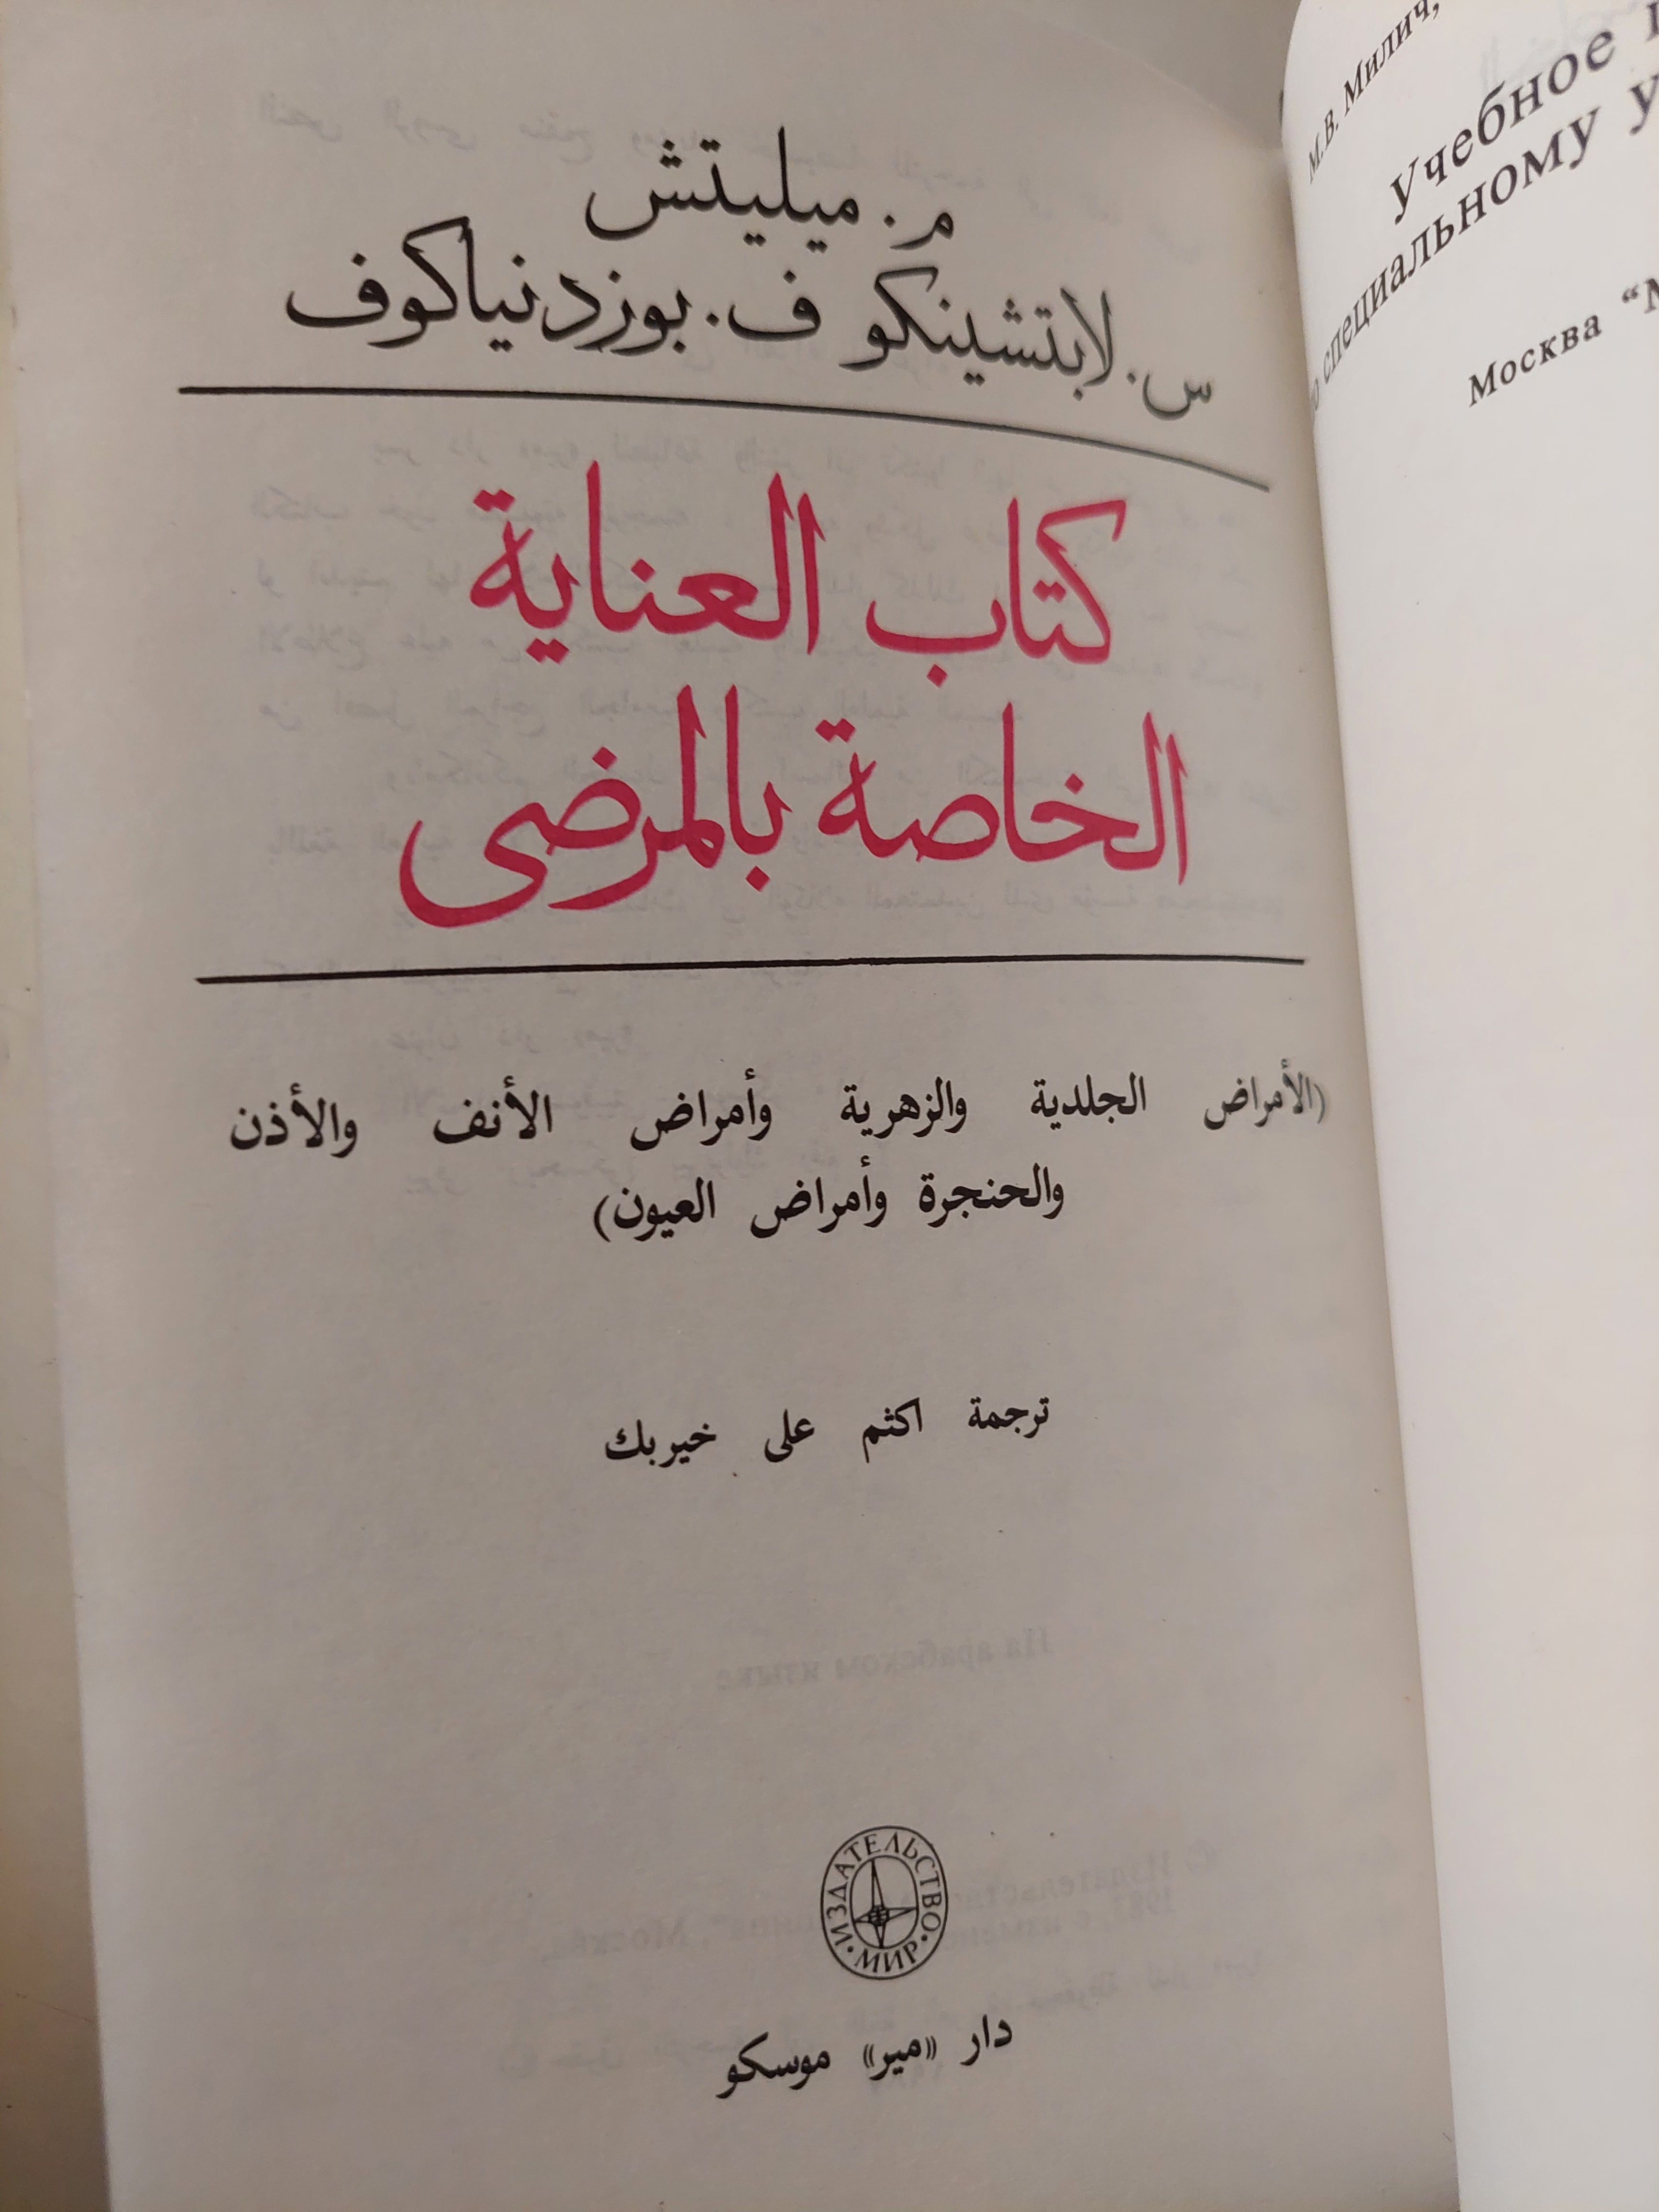 م. ميليتش
س. لابتشينكو ف. بوزدنياكوف
كتاب العناية
الخاصة بالمرضى
(الأمراض الجلدية والزهرية وأمراض الأنف والأذن
والحنجرة وأمراض العيون)
ترجمة اكثم على خيربك
ИЗДАТЕЛЬСТВО • МИР •
دار «مير» موسكو
М.В. Милич,
Учебное
специальному у
Москва "М